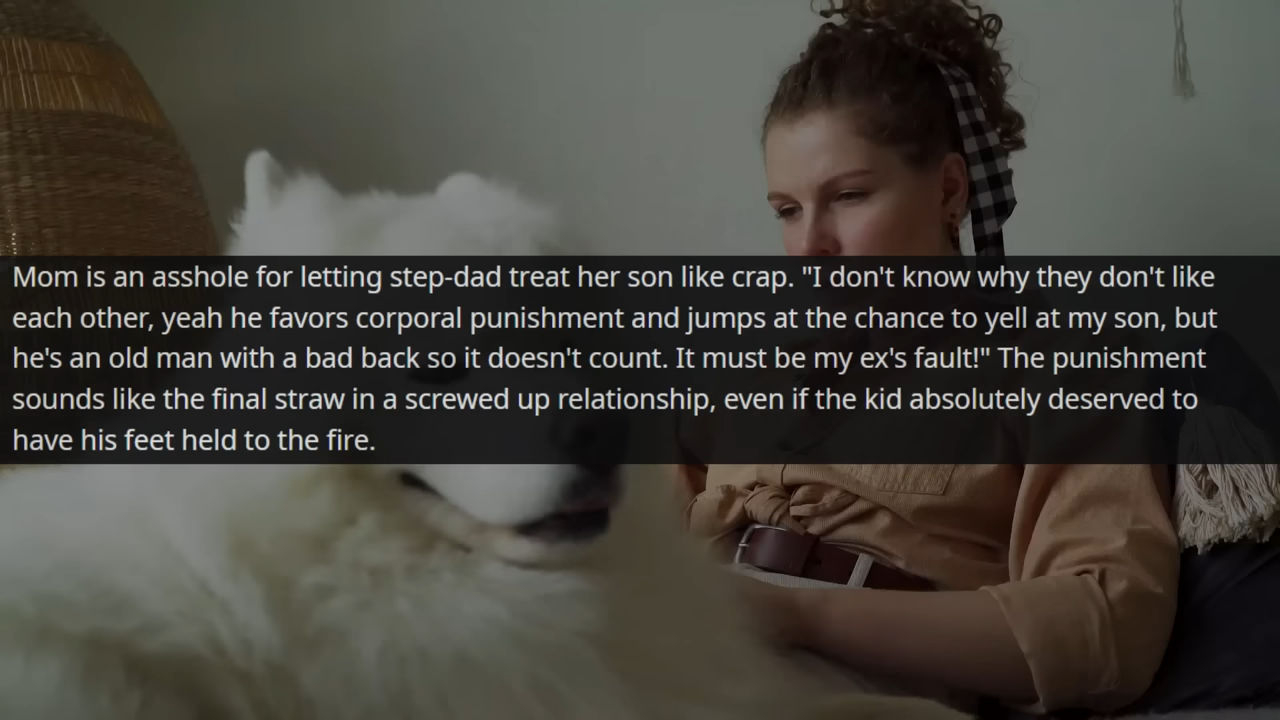 Mom is an asshole for letting step-dad treat her son like crap. "I don't know why they don't like
each other, yeah he favors corporal punishment and jumps at the chance to yell at my son, but
he's an old man with a bad back so it doesn't count. It must be my ex's fault!" The punishment
sounds like the final straw in a screwed up relationship, even if the kid absolutely deserved to
have his feet held to the fire.